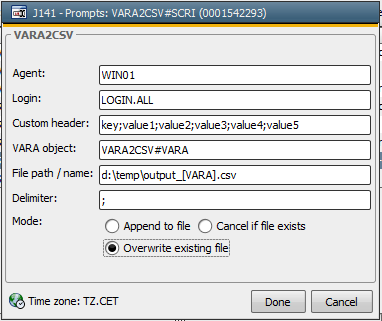 J141 - Prompts: VARA2CSV#SCRI (0001542293)
VARA2CSV
Agent: WIN01
Login: LOGIN.ALL
Custom header: key;value1;value2;value3;value4;value5
VARA object: VARA2CSV#VARA
File path / name: d:\temp\output_[VARA].csv
Delimiter: ;
Mode: Append to file Cancel if file exists
Overwrite existing file
Time zone: TZ.CET Done Cancel